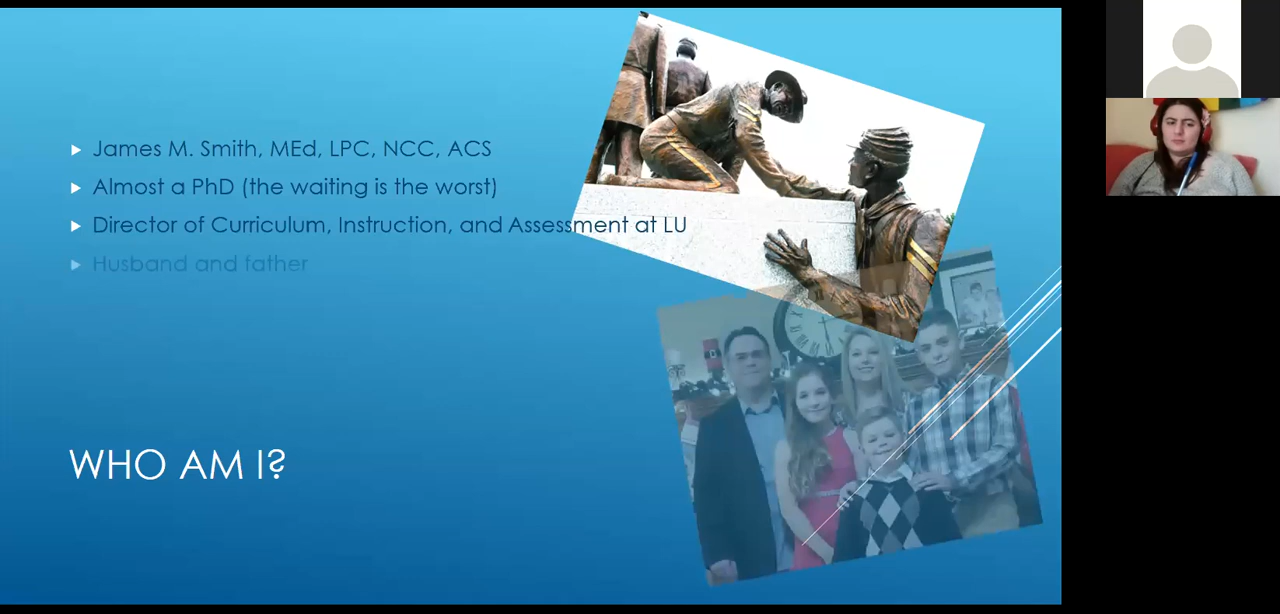 James M. Smith, MEd, LPC, NCC, ACS
Almost a PhD (the waiting is the worst)
Director of Curriculum, Instruction, and Assessment at LU
Husband and father
WHO AM I?